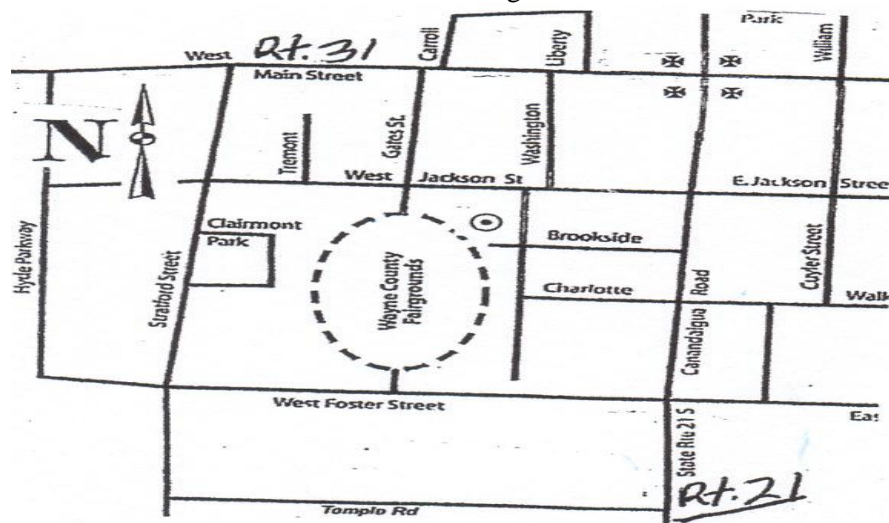 Park
West Rt. 31
Carroll
Liberty
William
Main Street
N
Tremont
Gates St.
Washington
West Jackson St
E. Jackson Street
Hyde Parkway
Stratford Street
Clairmont
Park
Wayne County
Fairgrounds
Brookside
Charlotte
Canandaigua Road
Cuyler Street
Walk
West Foster Street
Eas
State Rte 21 S
Rt. 21
Temple Rd